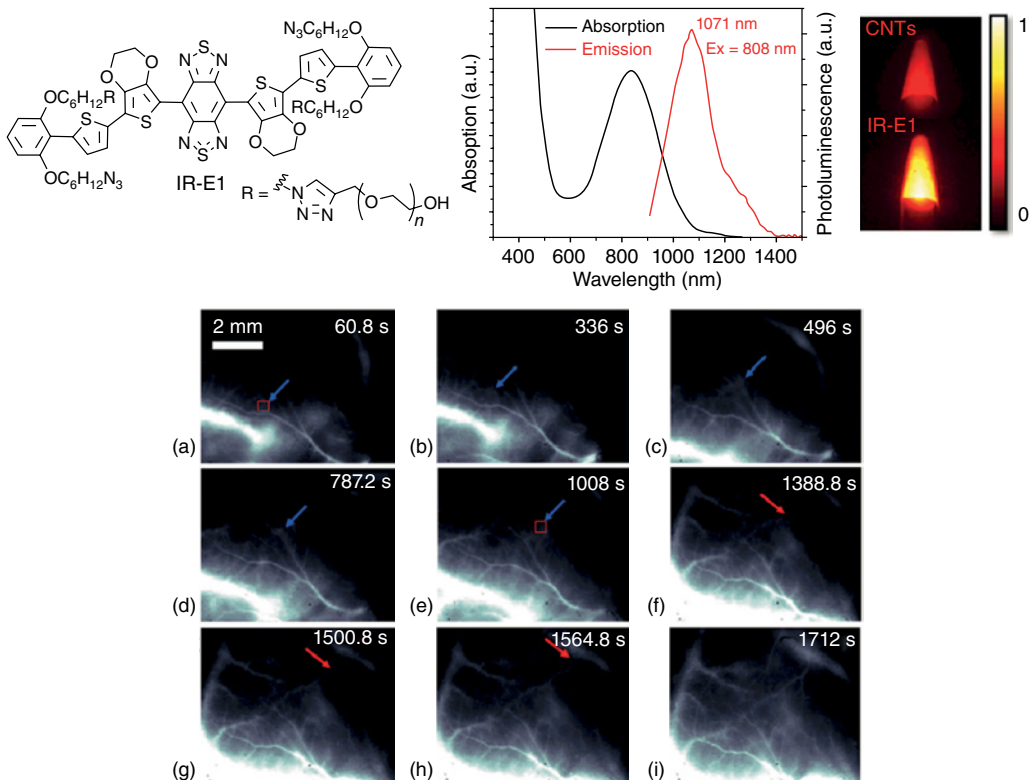 N3C6H12O
OC6H12R
RC6H12O
OC6H12N3
IR-E1
R =
OH
n
Absorption
Emission
1071 nm
Ex = 808 nm
Absoption (a.u.)
Photoluminescence (a.u.)
400 600 800 1000 1200 1400
Wavelength (nm)
CNTs
IR-E1
1
0
2 mm
60.8 s
(a)
336 s
(b)
496 s
(c)
787.2 s
(d)
1008 s
(e)
1388.8 s
(f)
1500.8 s
(g)
1564.8 s
(h)
1712 s
(i)